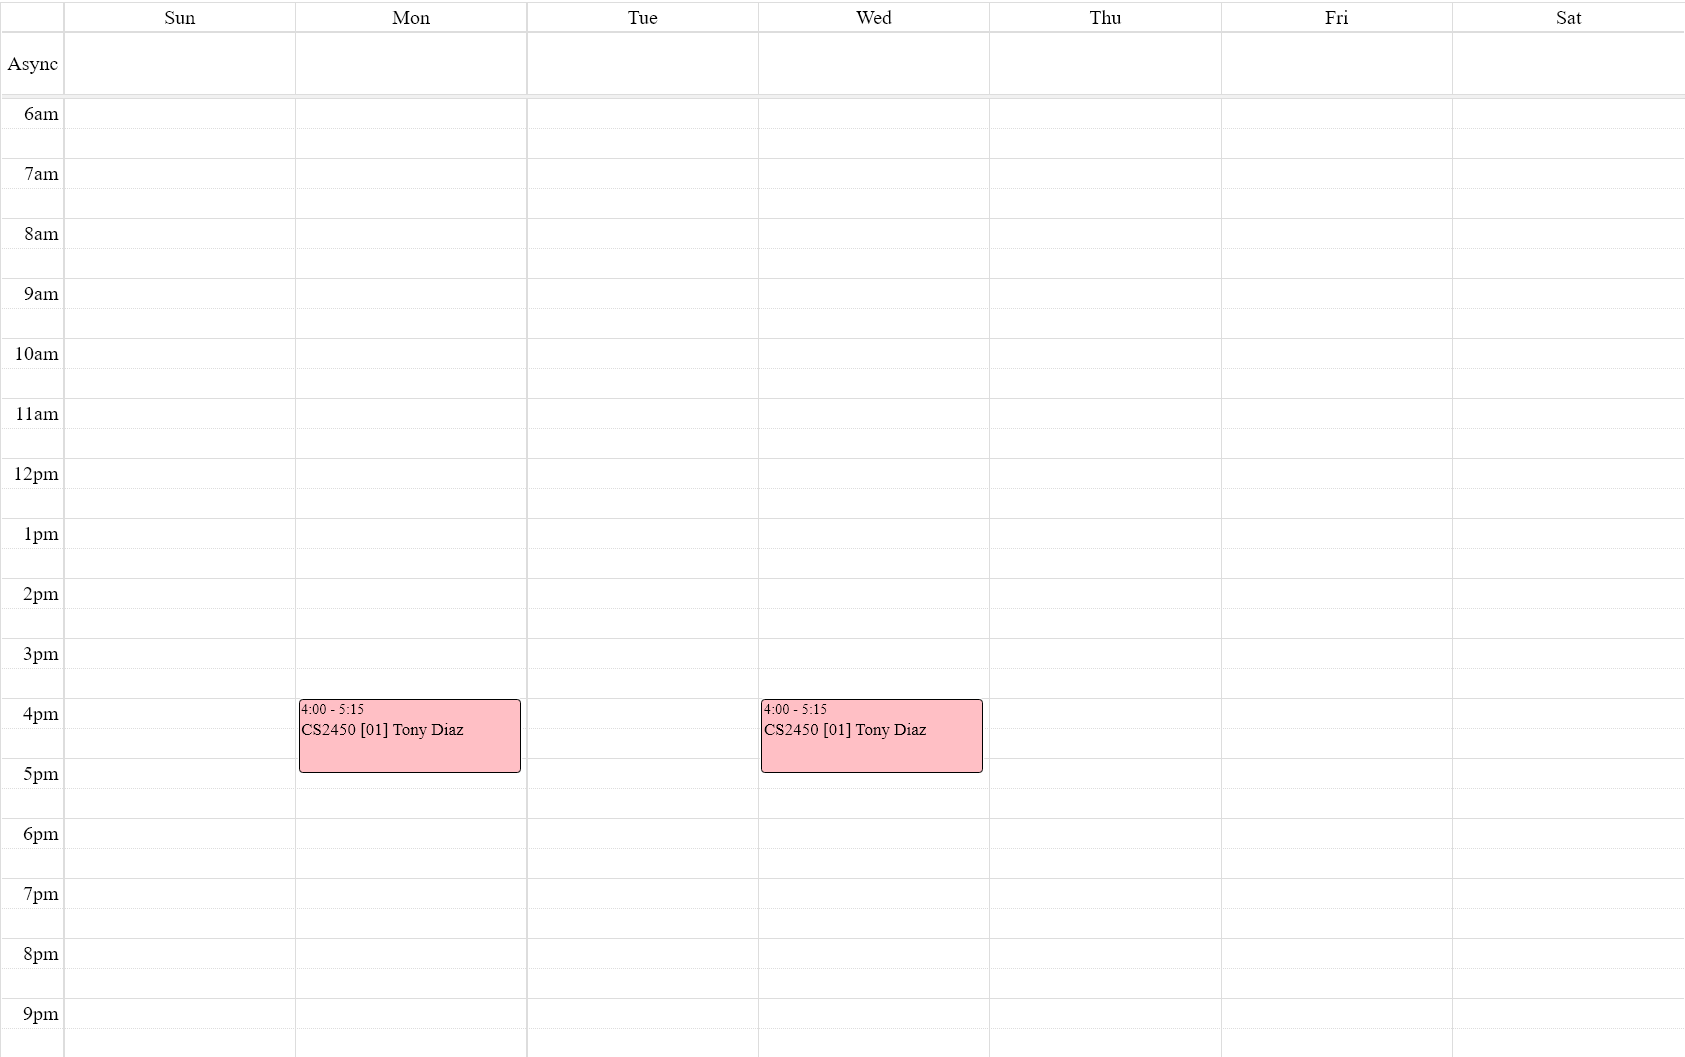 Sun Mon Tue Wed Thu Fri Sat
Async
6am
7am
8am
9am
10am
11am
12pm
1pm
2pm
3pm
4pm
4:00 - 5:15
CS2450 [01] Tony Diaz
4:00 - 5:15
CS2450 [01] Tony Diaz
5pm
6pm
7pm
8pm
9pm